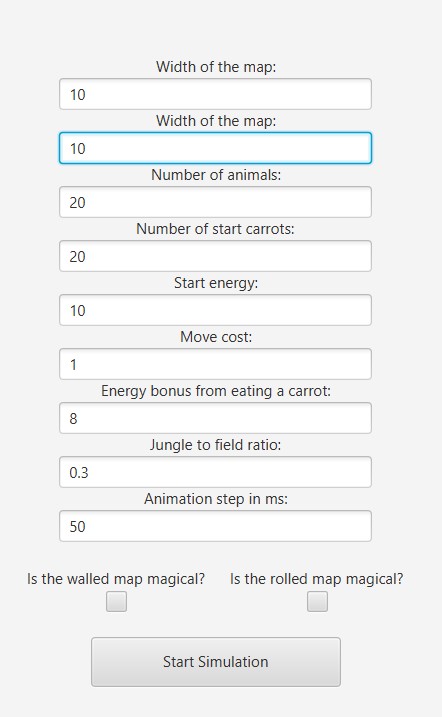 Width of the map:
10
Width of the map:
10
Number of animals:
20
Number of start carrots:
20
Start energy:
10
Move cost:
1
Energy bonus from eating a carrot:
8
Jungle to field ratio:
0.3
Animation step in ms:
50
Is the walled map magical? Is the rolled map magical?
Start Simulation